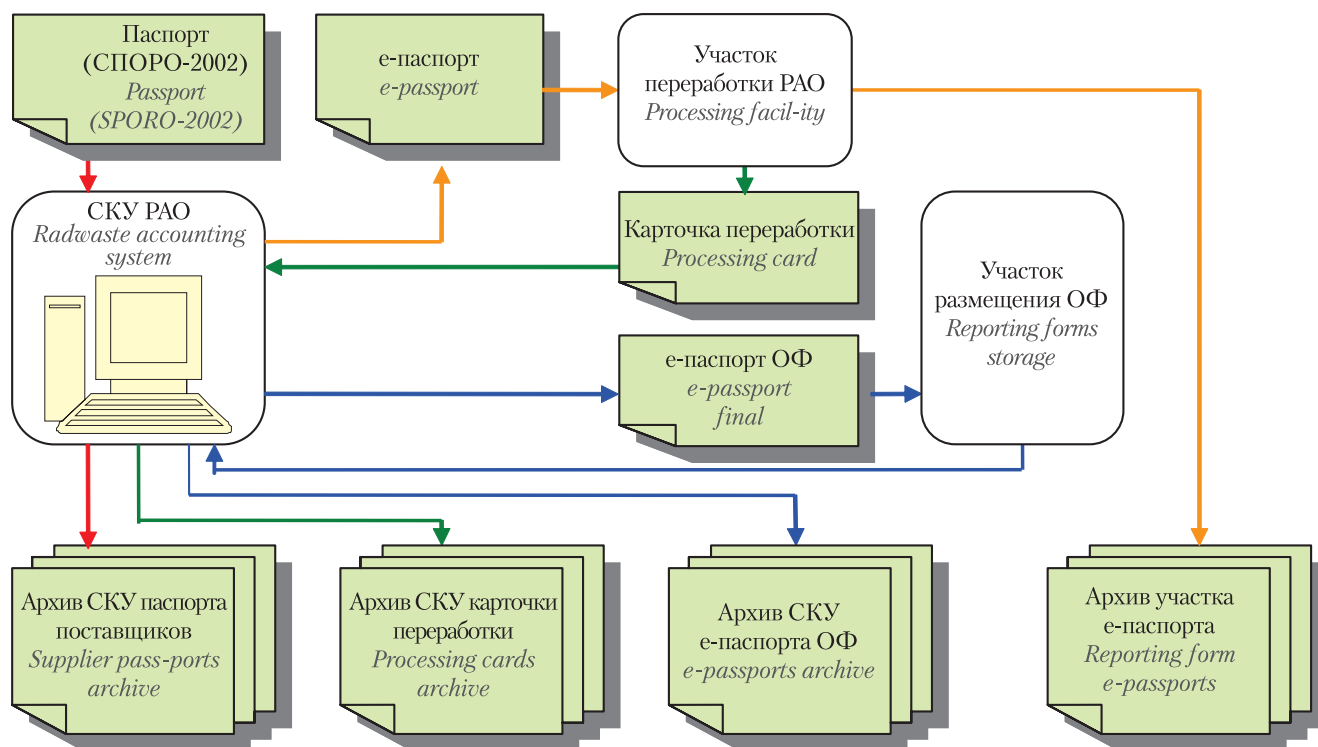 Паспорт
(СПОРО-2002)
Passport
(SPORO-2002)
е-паспорт
e-passport
Участок
переработки РАО
Processing facil-ity
СКУ РАО
Radwaste accounting
system
Карточка переработки
Processing card
Участок
размещения ОФ
Reporting forms
storage
е-паспорт ОФ
e-passport
final
Архив СКУ паспорта
поставщиков
Supplier pass-ports
archive
Архив СКУ карточки
переработки
Processing cards
archive
Архив СКУ
е-паспорта ОФ
e-passports archive
Архив участка
е-паспорта
Reporting form
e-passports